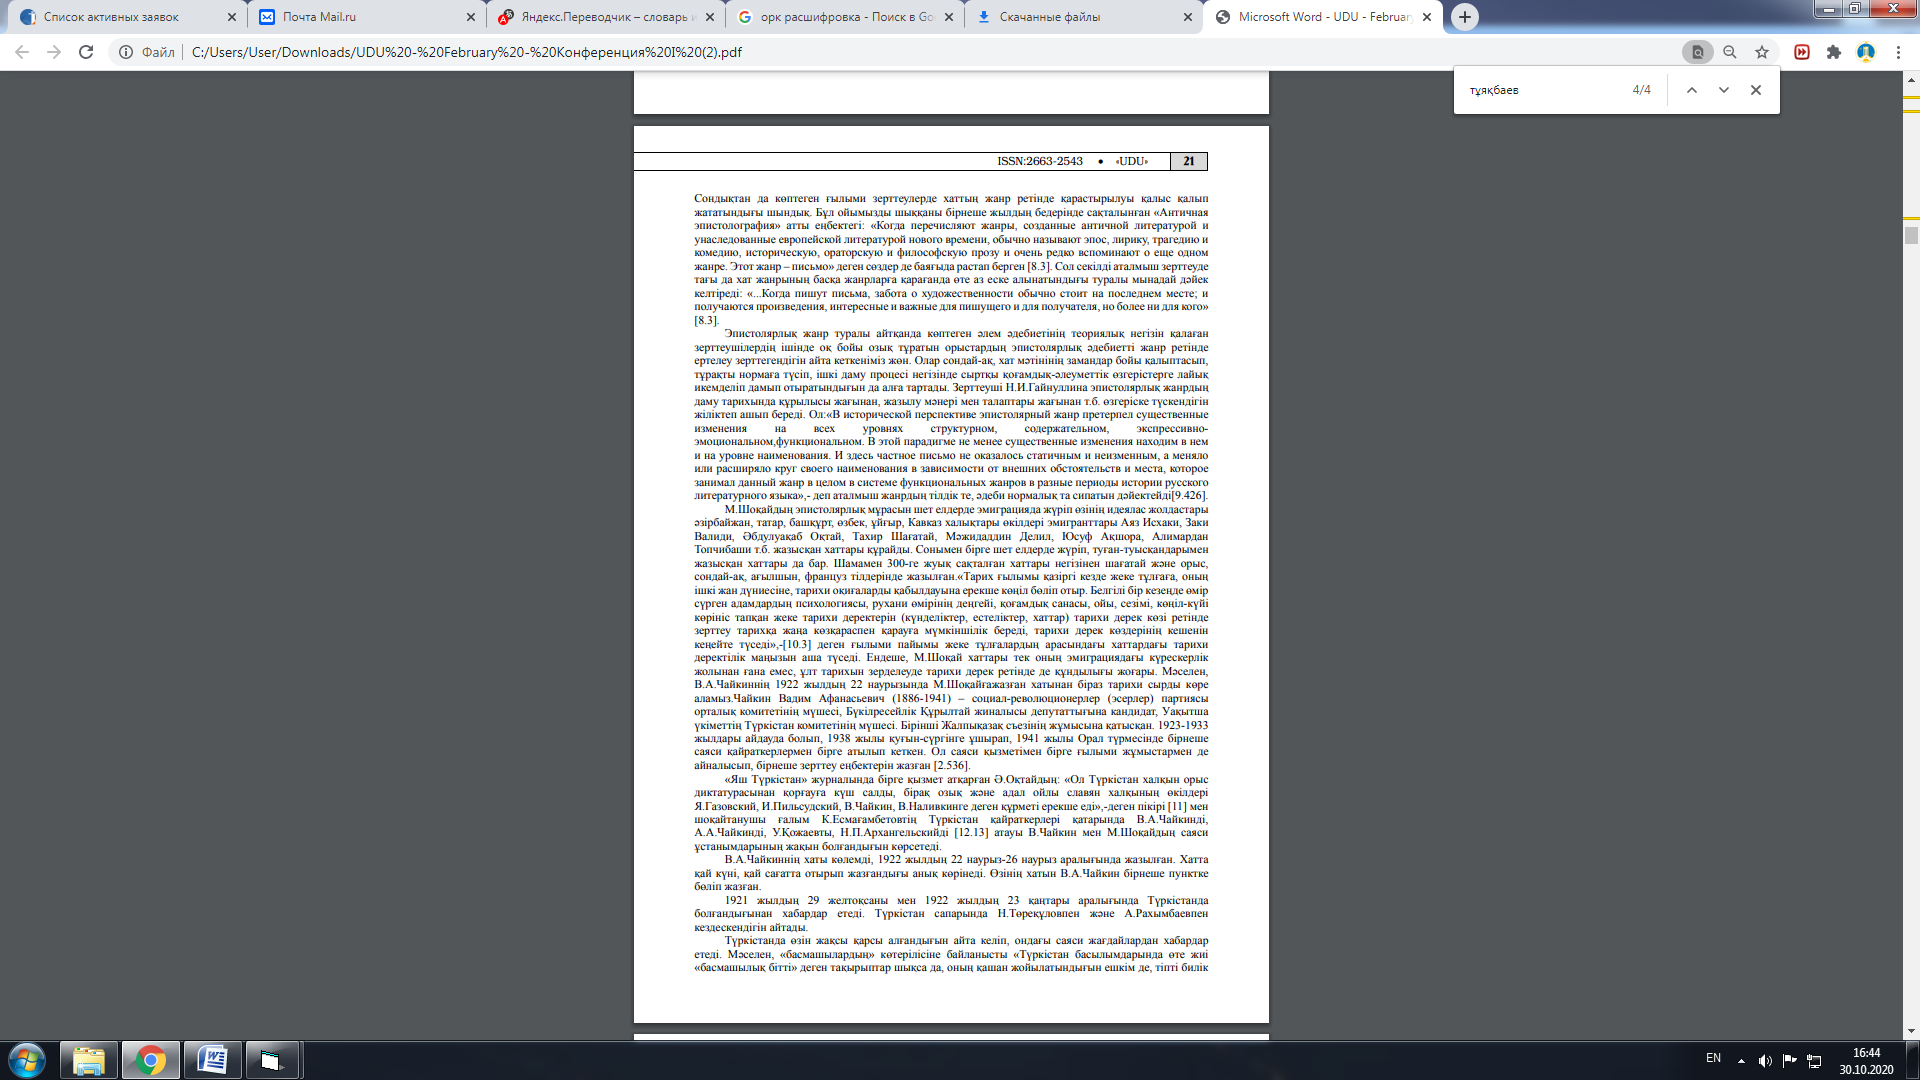 Список активных заявок
Почта Mail.ru
Яндекс.Переводчик – словарь и
орк расшифровка - Поиск в Go
Скачанные файлы
Microsoft Word - UDU - February
Файл
C:/Users/User/Downloads/UDU%20-%20February%20-%20Конференция%20I%20(2).pdf
тұяқбаев 4/4
ISSN:2663-2543 • «UDU» 21
Сондықтан да көптеген ғылыми зерттеулерде хаттың жанр ретінде қарастырылуы қалыс қалып
жататындығы шындық. Бұл ойымызды шыққаны бірнеше жылдың бедерінде сақталынған «Античная
эпистолография» атты еңбектегі: «Когда перечисляют жанры, созданные античной литературой и
унаследованные европейской литературой нового времени, обычно называют эпос, лирику, трагедию и
комедию, историческую, ораторскую и философскую прозу и очень редко вспоминают о еще одном
жанре. Этот жанр – письмо» деген сөздер де баяғыда растап берген [8.3]. Сол секілді аталмыш зерттеуде
тағы да хат жанрының басқа жанрларға қарағанда өте аз еске алынатындығы туралы мынадай дәйек
келтіреді: «...Когда пишут письма, забота о художественности обычно стоит на последнем месте; и
получаются произведения, интересные и важные для пишущего и для получателя, но более ни для кого»
[8.3].
Эпистолярлық жанр туралы айтқанда көптеген әлем әдебиетінің теориялық негізін қалаған
зерттеушілердің ішінде оқ бойы озық тұратын орыстардың эпистолярлық әдебиетті жанр ретінде
ертелеу зерттегендігін айта кеткеніміз жөн. Олар сондай-ақ, хат мәтінінің замандар бойы қалыптасып,
тұрақты нормаға түсіп, ішкі даму процесі негізінде сыртқы қоғамдық-әлеуметтік өзгерістерге лайық
икемделіп дамып отыратындығын да алға тартады. Зерттеуші Н.И.Гайнуллина эпистолярлық жанрдың
даму тарихында құрылысы жағынан, жазылу мәнері мен талаптары жағынан т.б. өзгеріске түскендігін
жіліктеп ашып береді. Ол:«В исторической перспективе эпистолярный жанр претерпел существенные
изменения на всех уровнях структурном, содержательном, экспрессивно-
эмоциональном,функциональном. В этой парадигме не менее существенные изменения находим в нем
и на уровне наименования. И здесь частное письмо не оказалось статичным и неизменным, а меняло
или расширяло круг своего наименования в зависимости от внешних обстоятельств и места, которое
занимал данный жанр в целом в системе функциональных жанров в разные периоды истории русского
литературного языка»,- деп аталмыш жанрдың тілдік те, әдеби нормалық та сипатын дәйектейді[9.426].
М.Шоқайдың эпистолярлық мұрасын шет елдерде эмиграцияда жүріп өзінің идеялас жолдастары
әзірбайжан, татар, башқұрт, өзбек, ұйғыр, Кавказ халықтары өкілдері эмигранттары Аяз Исхаки, Заки
Валиди, Әбдулуақаб Оқтай, Тахир Шағатай, Мәжидаддин Делил, Юсуф Ақшора, Алимардан
Топчибаши т.б. жазысқан хаттары құрайды. Сонымен бірге шет елдерде жүріп, туған-туысқандарымен
жазысқан хаттары да бар. Шамамен 300-ге жуық сақталған хаттары негізінен шағатай және орыс,
сондай-ақ, ағылшын, француз тілдерінде жазылған.«Тарих ғылымы қазіргі кезде жеке тұлғаға, оның
ішкі жан дүниесіне, тарихи оқиғаларды қабылдауына ерекше көңіл бөліп отыр. Белгілі бір кезеңде өмір
сүрген адамдардың психологиясы, рухани өмірінің деңгейі, қоғамдық санасы, ойы, сезімі, көңіл-күйі
көрініс тапқан жеке тарихи деректерін (күнделіктер, естеліктер, хаттар) тарихи дерек көзі ретінде
зерттеу тарихқа жаңа көзқараспен қарауға мүмкіншілік береді, тарихи дерек көздерінің кешенін
кеңейте түседі»,-[10.3] деген ғылыми пайымы жеке тұлғалардың арасындағы хаттардағы тарихи
деректілік маңызын аша түседі. Ендеше, М.Шоқай хаттары тек оның эмиграциядағы күрескерлік
жолынан ғана емес, ұлт тарихын зерделеуде тарихи дерек ретінде де құндылығы жоғары. Мәселен,
В.А.Чайкиннің 1922 жылдың 22 наурызында М.Шоқайғажазған хатынан біраз тарихи сырды көре
аламыз.Чайкин Вадим Афанасьевич (1886-1941) – социал-революционерлер (эсерлер) партиясы
орталық комитетінің мүшесі, Бүкілресейлік Құрылтай жиналысы депутаттығына кандидат, Уақытша
үкіметтің Түркістан комитетінің мүшесі. Бірінші Жалпықазақ съезінің жұмысына қатысқан. 1923-1933
жылдары айдауда болып, 1938 жылы қуғын-сүргінге ұшырап, 1941 жылы Орал түрмесінде бірнеше
саяси қайраткерлермен бірге атылып кеткен. Ол саяси қызметімен бірге ғылыми жұмыстармен де
айналысып, бірнеше зерттеу еңбектерін жазған [2.536].
«Яш Түркістан» журналында бірге қызмет атқарған Ә.Оқтайдың: «Ол Түркістан халқын орыс
диктатурасынан қорғауға күш салды, бірақ озық және адал ойлы славян халқының өкілдері
Я.Газовский, И.Пильсудский, В.Чайкин, В.Наливкинге деген құрметі ерекше еді»,-деген пікірі [11] мен
шоқайтанушы ғалым К.Есмағамбетовтің Түркістан қайраткерлері қатарында В.А.Чайкинді,
А.А.Чайкинді, У.Қожаевты, Н.П.Архангельскийді [12.13] атауы В.Чайкин мен М.Шоқайдың саяси
ұстанымдарының жақын болғандығын көрсетеді.
В.А.Чайкиннің хаты көлемді, 1922 жылдың 22 наурыз-26 наурыз аралығында жазылған. Хатта
қай күні, қай сағатта отырып жазғандығы анық көрінеді. Өзінің хатын В.А.Чайкин бірнеше пунктке
бөліп жазған.
1921 жылдың 29 желтоқсаны мен 1922 жылдың 23 қаңтары аралығында Түркістанда
болғандығынан хабардар етеді. Түркістан сапарында Н.Төреқұловпен және А.Рахымбаевпен
кездескендігін айтады.
Түркістанда өзін жақсы қарсы алғандығын айта келіп, ондағы саяси жағдайлардан хабардар
етеді. Мәселен, «басмашылардың» көтерілісіне байланысты «Түркістан басылымдарында өте жиі
«басмашылық бітті» деген тақырыптар шықса да, оның қашан жойылатындығын ешкім де, тіпті билік
EN
16:44
30.10.2020